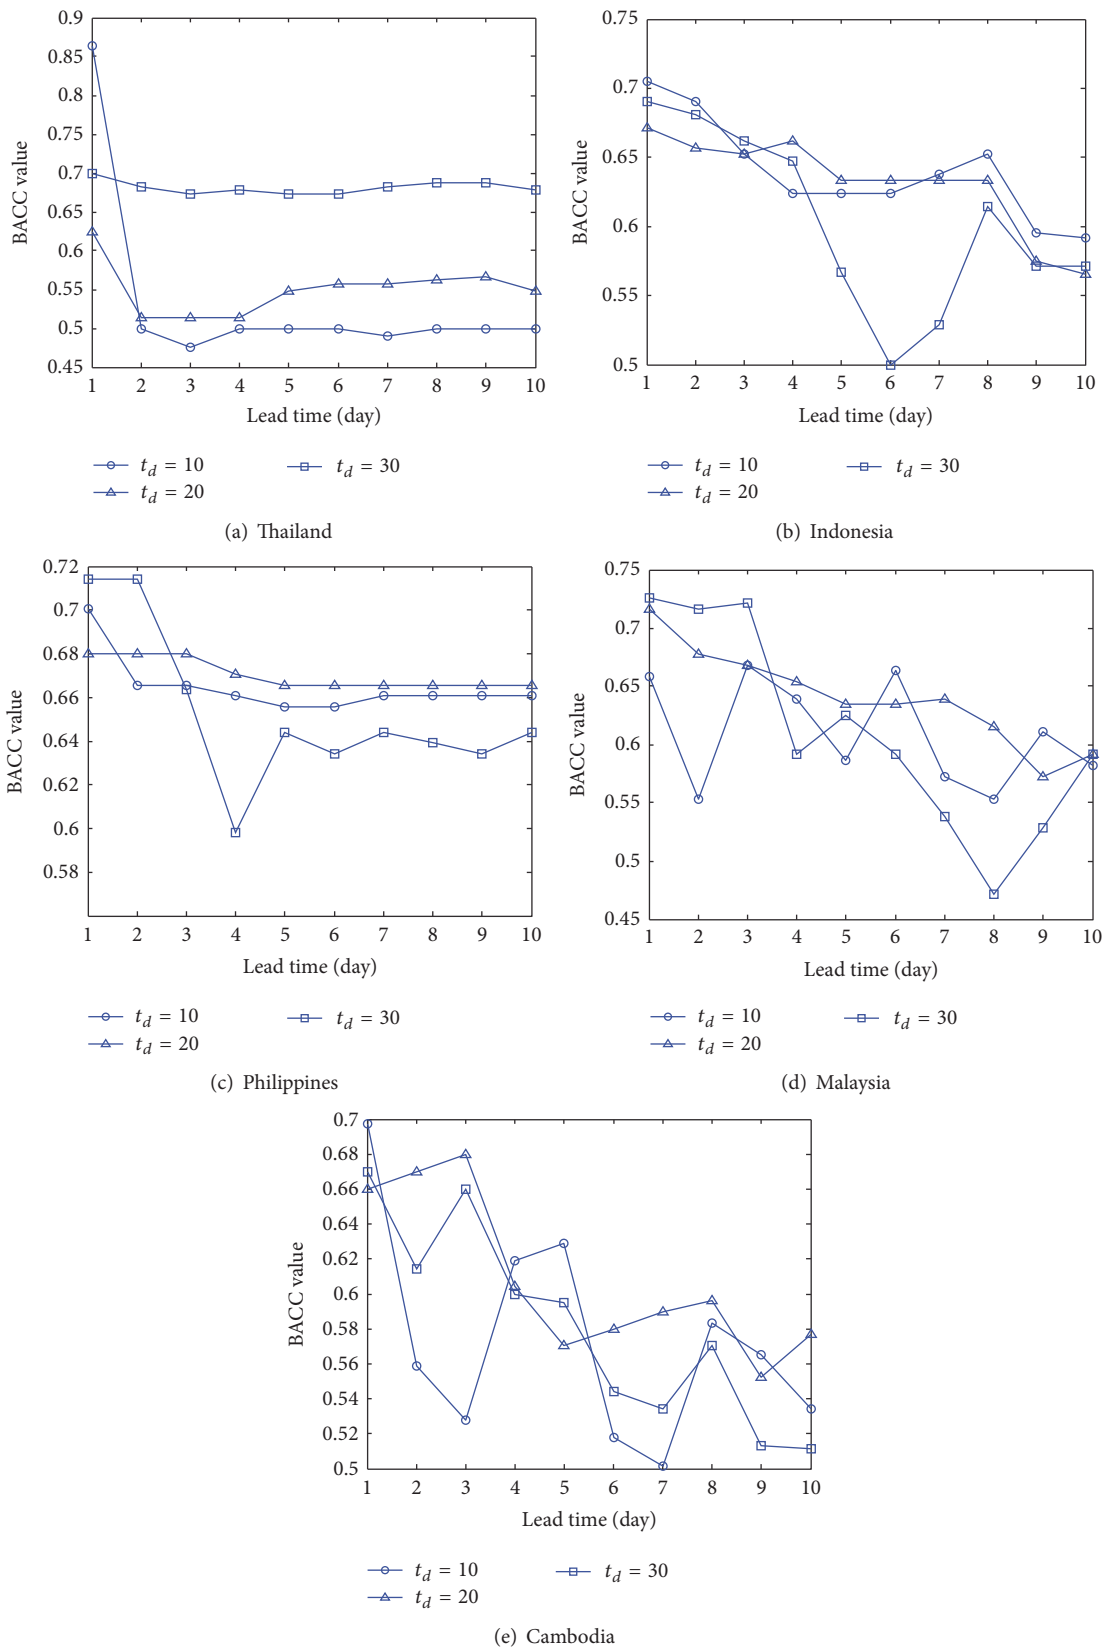 0.9
0.85
0.8
0.75
0.7
0.65
0.6
0.55
0.5
0.45
BACC value
1 2 3 4 5 6 7 8 9 10
Lead time (day)
t_d = 10
t_d = 20
t_d = 30
(a) Thailand
0.75
0.7
0.65
0.6
0.55
0.5
BACC value
1 2 3 4 5 6 7 8 9 10
Lead time (day)
t_d = 10
t_d = 20
t_d = 30
(b) Indonesia
0.72
0.7
0.68
0.66
0.64
0.62
0.6
0.58
BACC value
1 2 3 4 5 6 7 8 9 10
Lead time (day)
t_d = 10
t_d = 20
t_d = 30
(c) Philippines
0.75
0.7
0.65
0.6
0.55
0.5
0.45
BACC value
1 2 3 4 5 6 7 8 9 10
Lead time (day)
t_d = 10
t_d = 20
t_d = 30
(d) Malaysia
0.7
0.68
0.66
0.64
0.62
0.6
0.58
0.56
0.54
0.52
0.5
BACC value
1 2 3 4 5 6 7 8 9 10
Lead time (day)
t_d = 10
t_d = 20
t_d = 30
(e) Cambodia